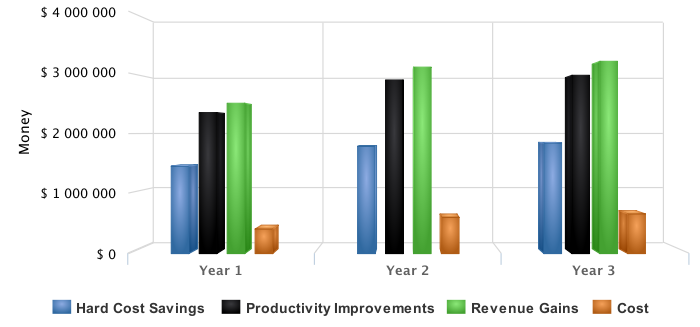 $ 4 000 000
$ 3 000 000
$ 2 000 000
$ 1 000 000
$ 0
Money
Year 1 Year 2 Year 3
Hard Cost Savings Productivity Improvements Revenue Gains Cost